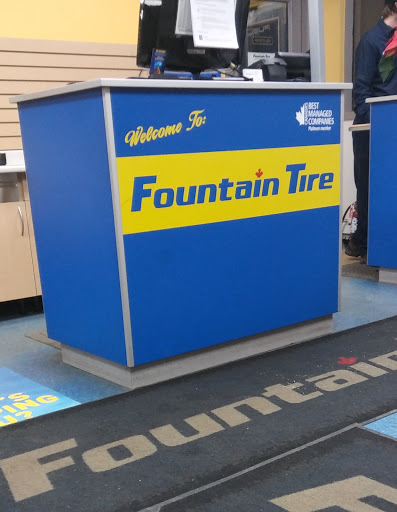 Welcome To:
BEST
MANAGED
COMPANIES
Platinum member
Fountain Tire
Fountain